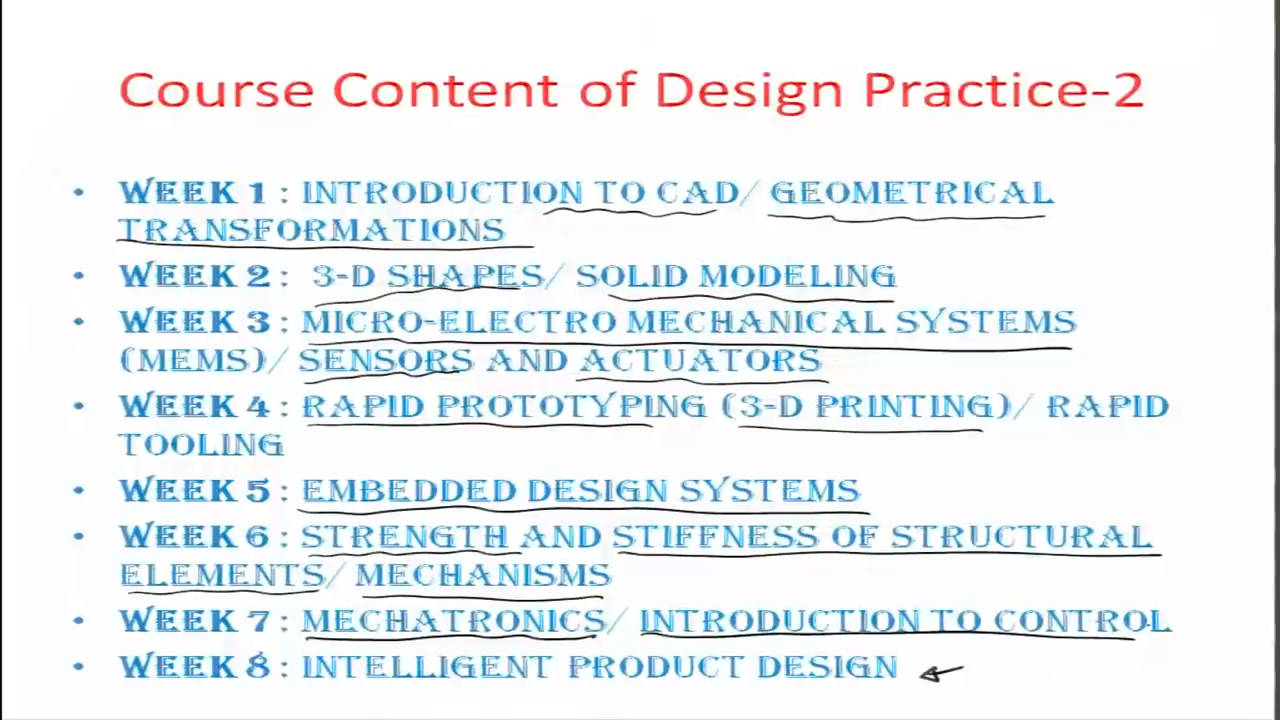 Course Content of Design Practice-2
• WEEK 1 : INTRODUCTION TO CAD/ GEOMETRICAL
TRANSFORMATIONS
• WEEK 2 : 3-D SHAPES/ SOLID MODELING
• WEEK 3 : MICRO-ELECTRO MECHANICAL SYSTEMS
(MEMS)/ SENSORS AND ACTUATORS
• WEEK 4 : RAPID PROTOTYPING (3-D PRINTING)/ RAPID
TOOLING
• WEEK 5 : EMBEDDED DESIGN SYSTEMS
• WEEK 6 : STRENGTH AND STIFFNESS OF STRUCTURAL
ELEMENTS/ MECHANISMS
• WEEK 7 : MECHATRONICS/ INTRODUCTION TO CONTROL
• WEEK 8 : INTELLIGENT PRODUCT DESIGN